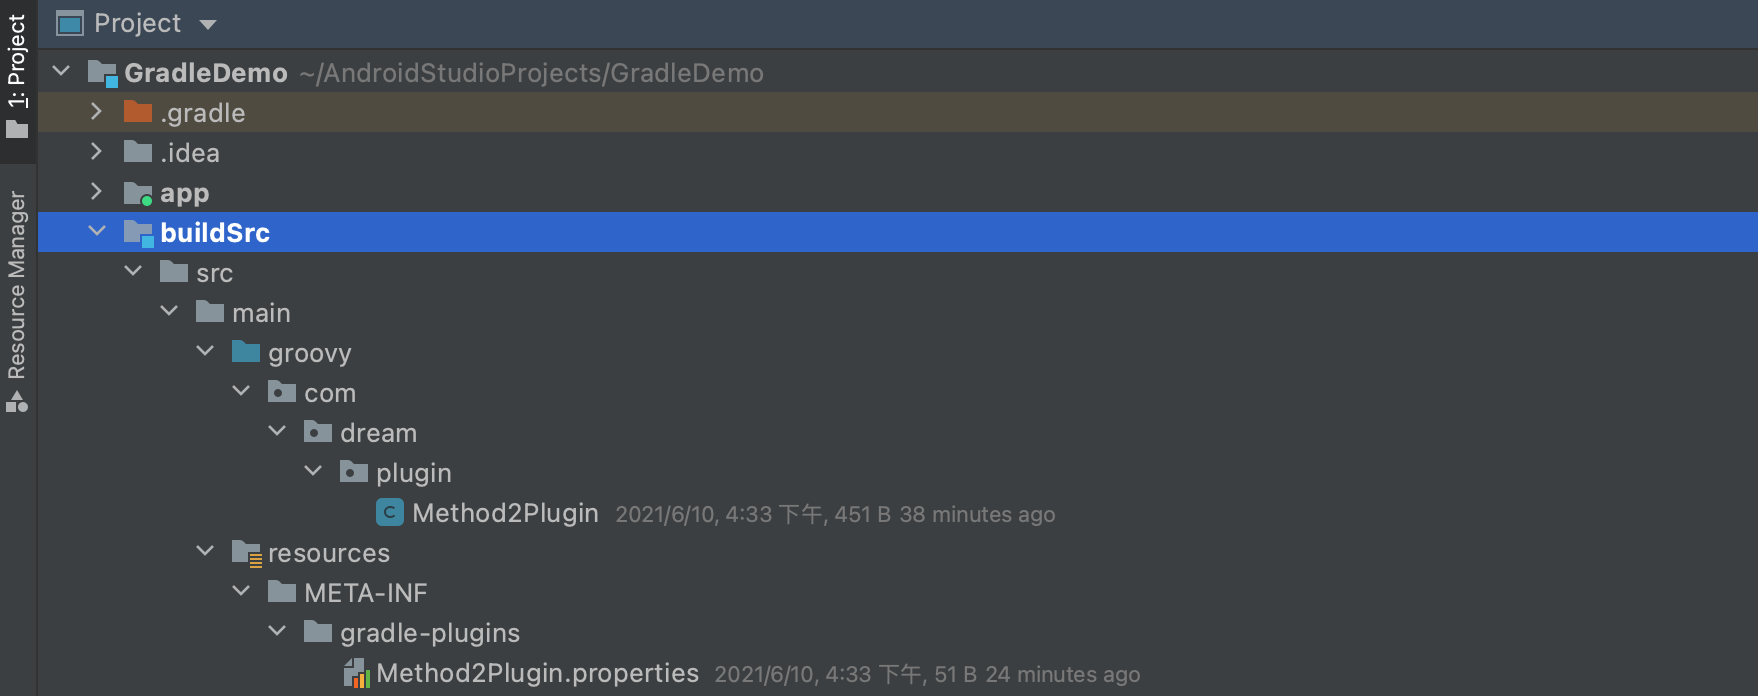 Project
1: Project
Resource Manager
GradleDemo ~/AndroidStudioProjects/GradleDemo
.gradle
.idea
app
buildSrc
src
main
groovy
com
dream
plugin
Method2Plugin 2021/6/10, 4:33 下午, 451 B 38 minutes ago
resources
META-INF
gradle-plugins
Method2Plugin.properties 2021/6/10, 4:33 下午, 51 B 24 minutes ago